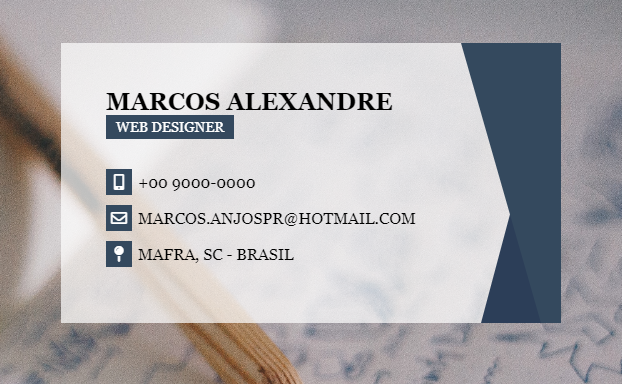 MARCOS ALEXANDRE
WEB DESIGNER
+00 9000-0000
MARCOS.ANJOSPR@HOTMAIL.COM
MAFRA, SC - BRASIL